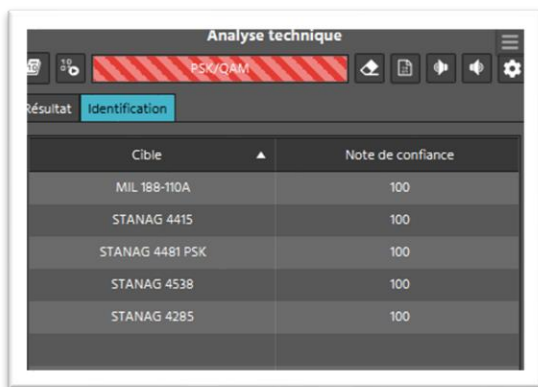 Analyse technique
PSK/QAM
Résultat Identification
Cible ▲ Note de confiance
MIL 188-110A 100
STANAG 4415 100
STANAG 4481 PSK 100
STANAG 4538 100
STANAG 4285 100